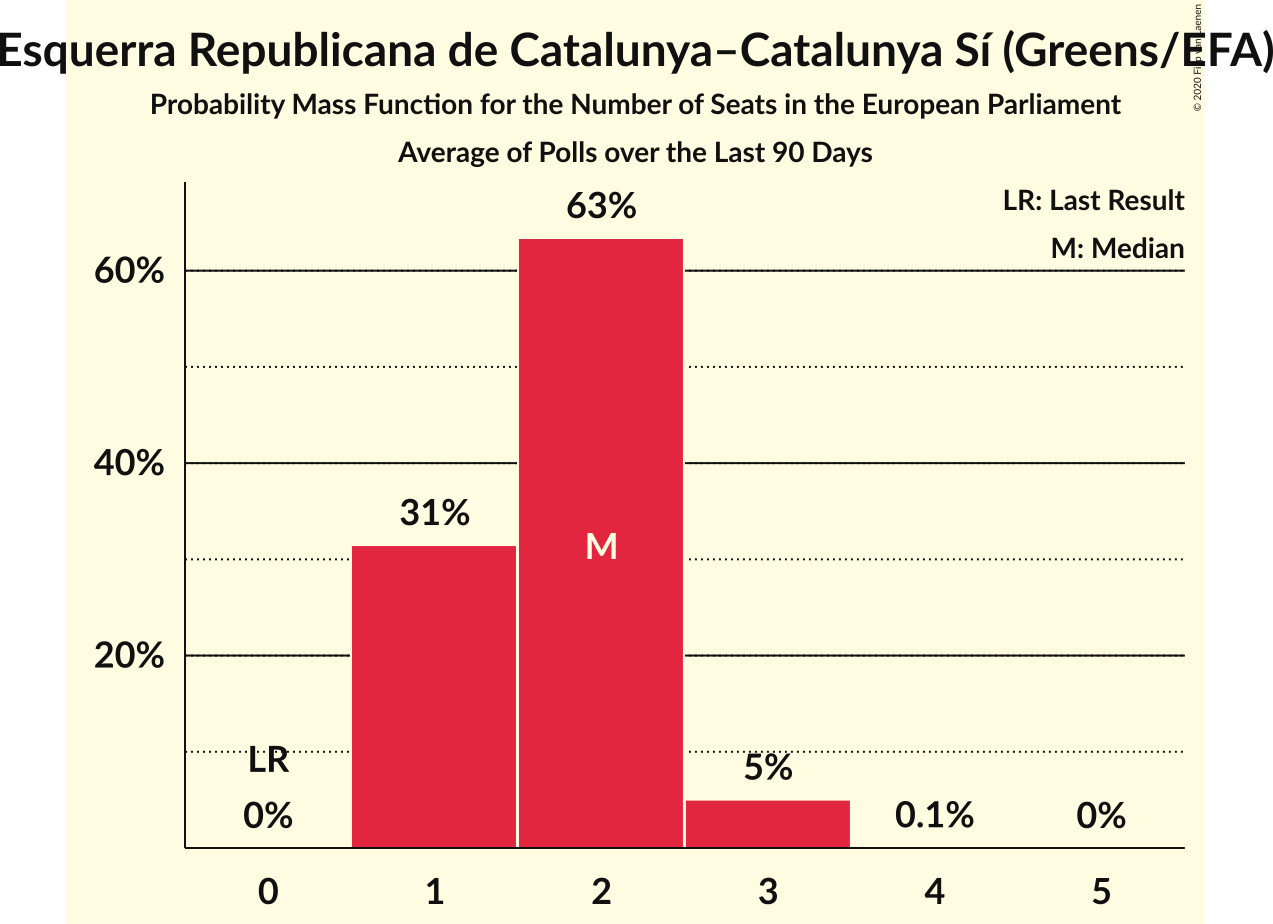 Esquerra Republicana de Catalunya–Catalunya Sí (Greens/EFA)
Probability Mass Function for the Number of Seats in the European Parliament
Average of Polls over the Last 90 Days
LR: Last Result
M: Median
63%
60%
40%
31%
M
20%
LR
5%
0%
0.1%
0%
0 1 2 3 4 5
© 2020